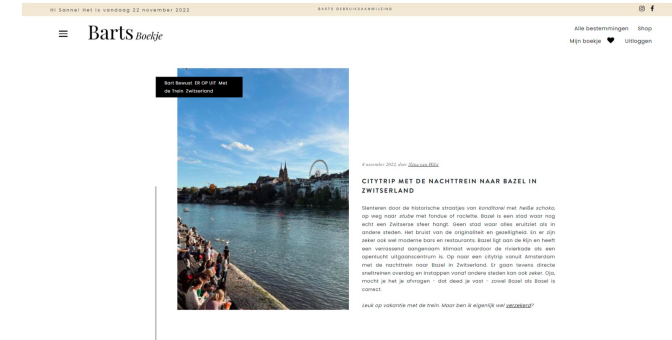 Hi Sanne! Het is vandaag 22 november 2022
BARTS GEBRUIKSAANWIJZING
Barts Boekje
Alle bestemmingen Shop
Mijn boekje Uitloggen
Bart Bewust ER OP UIT Met
de Trein Zwitserland
4 november 2022, door
CITYTRIP MET DE NACHTTREIN NAAR BAZEL IN
ZWITSERLAND
Slenteren door de historische straatjes van konditorei met heiße schoko,
op weg naar stube met fondue of raclette. Bazel is een stad waar nog
echt een Zwitserse sfeer hangt. Geen stad waar alles eruitziet als in
andere steden. Het bruist van de originaliteit en gezelligheid. En er zijn
zeker ook wel moderne bars en restaurants. Bazel ligt aan de Rijn en heeft
een verrassend aangenaam klimaat waardoor de rivierkade als een
openlucht uitgaanscentrum is. Op naar een citytrip vanuit Amsterdam
met de nachttrein naar Bazel in Zwitserland. Er gaan tevens directe
sneltreinen overdag en instappen vanaf andere steden kan ook zeker. Oja,
mocht je het je afvragen - dat deed je vast - zowel Bazel als Basel is
correct.
Leuk op vakantie met de trein. Maar ben ik eigenlijk wel verzekerd?